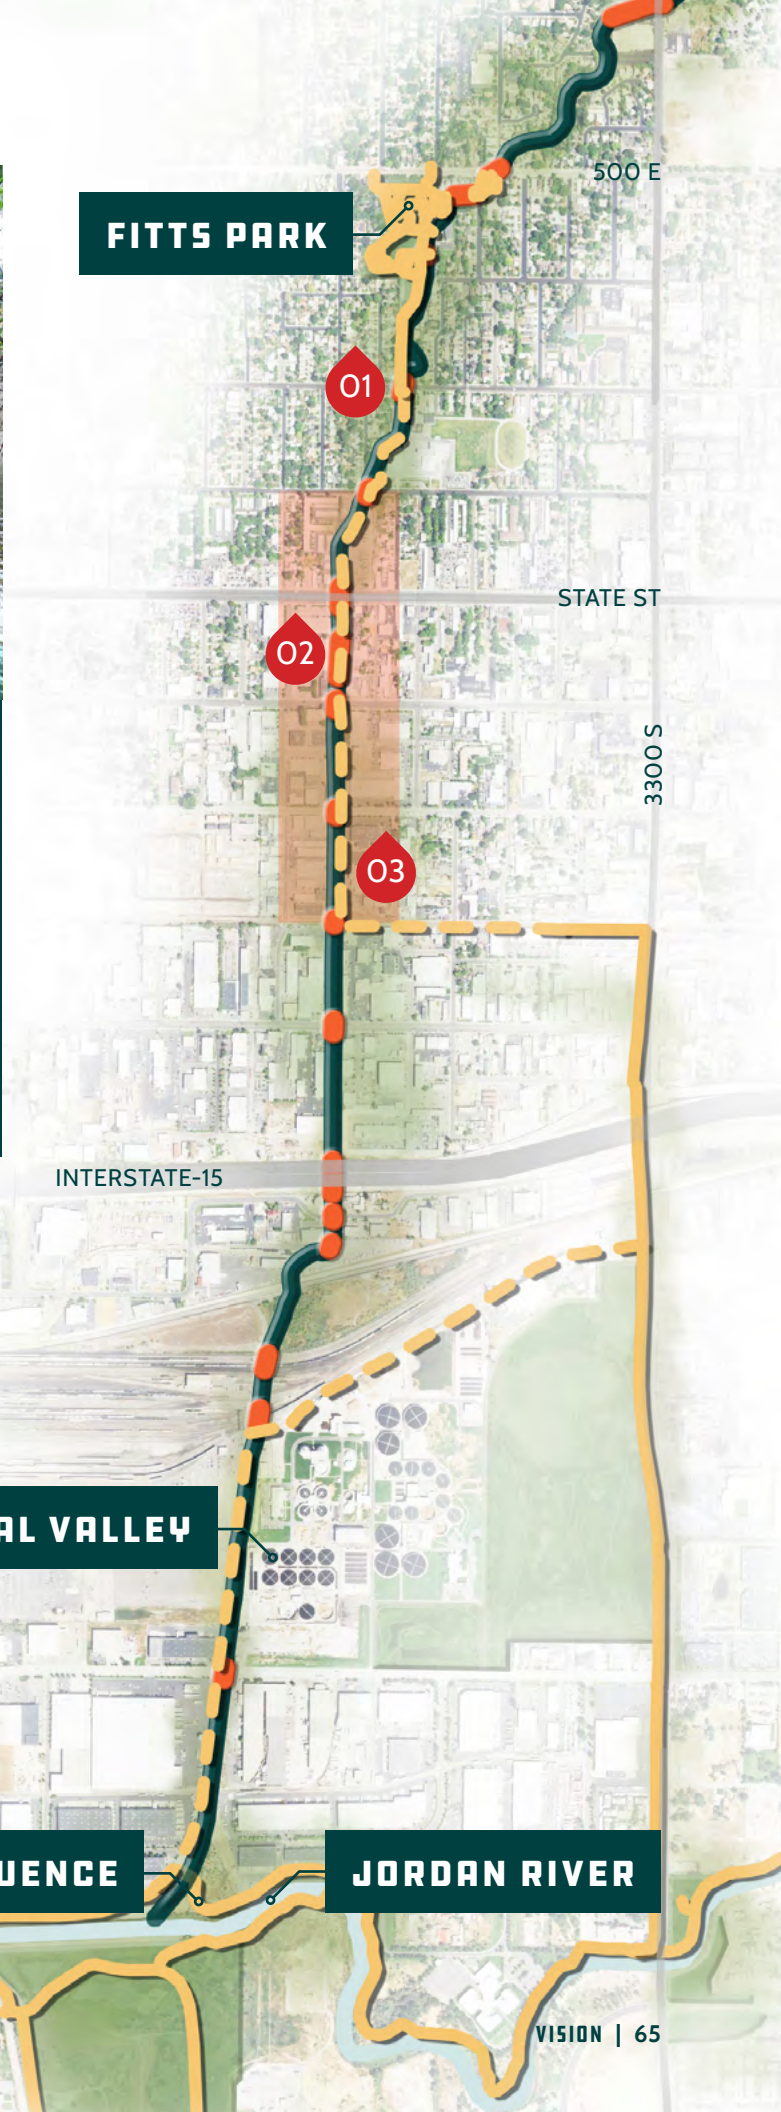 500 E
FITTS PARK
01
STATE ST
02
3300 S
03
INTERSTATE-15
AL VALLEY
UENCE
JORDAN RIVER
VISION | 65